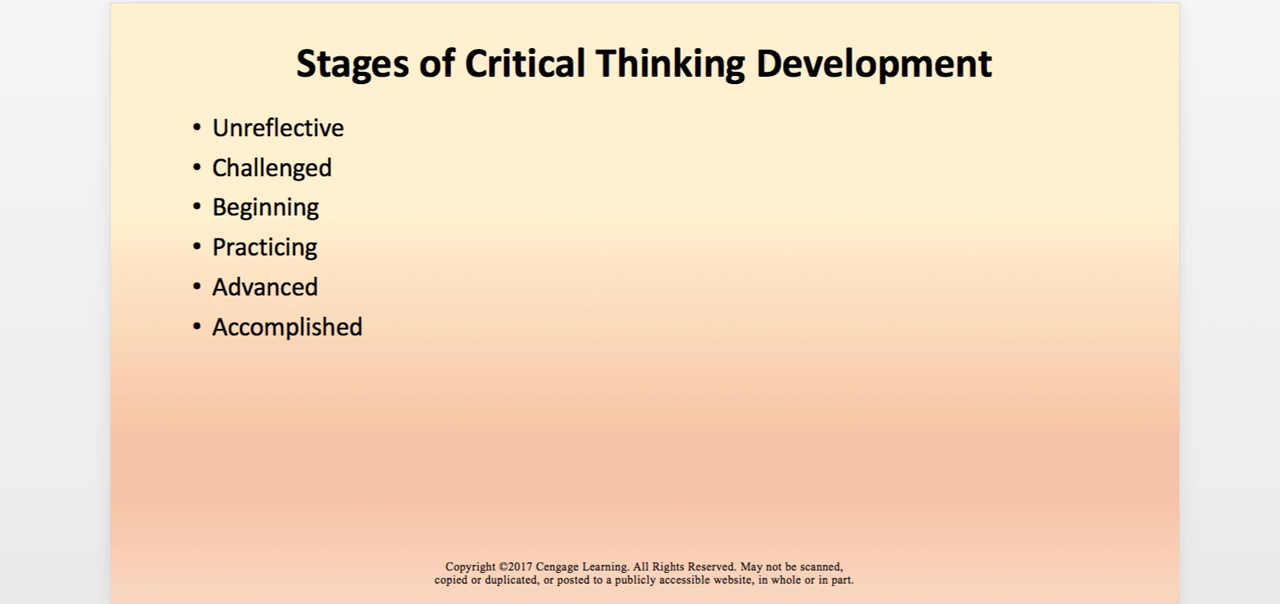 Stages of Critical Thinking Development
• Unreflective
• Challenged
• Beginning
• Practicing
• Advanced
• Accomplished
Copyright ©2017 Cengage Learning. All Rights Reserved. May not be scanned,
copied or duplicated, or posted to a publicly accessible website, in whole or in part.